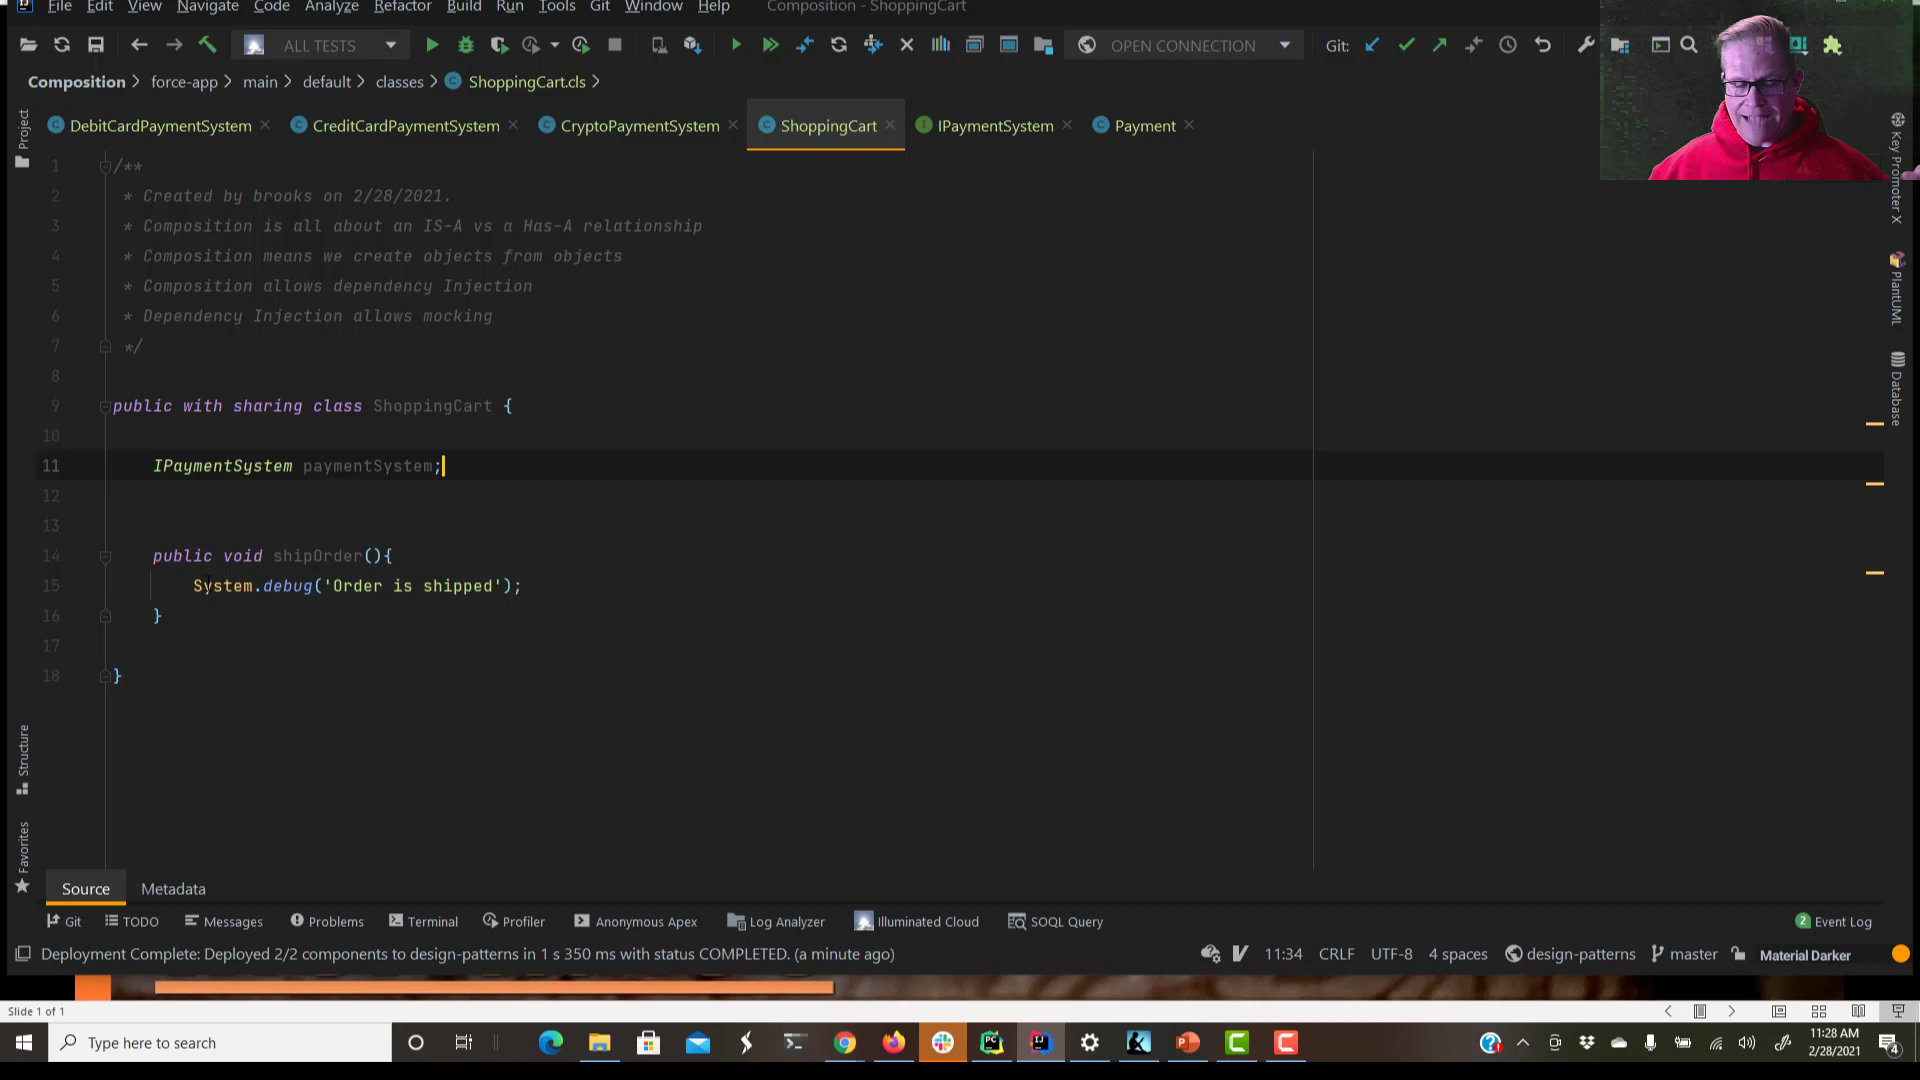 File Edit View Navigate Code Analyze Refactor Build Run Tools Git Window Help Composition - ShoppingCart
ALL TESTS OPEN CONNECTION Git:
Composition force-app main default classes ShoppingCart.cls
DebitCardPaymentSystem CreditCardPaymentSystem CryptoPaymentSystem ShoppingCart IPaymentSystem Payment
1 /**
2 * Created by brooks on 2/28/2021.
3 * Composition is all about an IS-A vs a Has-A relationship
4 * Composition means we create objects from objects
5 * Composition allows dependency Injection
6 * Dependency Injection allows mocking
7 */
8
9 public with sharing class ShoppingCart {
10
11 IPaymentSystem paymentSystem;
12
13
14 public void shipOrder(){
15 System.debug('Order is shipped');
16 }
17
18 }
Project
Structure
Favorites
Key Promoter X
PlantUML
Database
Source Metadata
Git TODO Messages Problems Terminal Profiler Anonymous Apex Log Analyzer Illuminated Cloud SOQL Query 2 Event Log
Deployment Complete: Deployed 2/2 components to design-patterns in 1 s 350 ms with status COMPLETED. (a minute ago) 11:34 CRLF UTF-8 4 spaces design-patterns master Material Darker
Slide 1 of 1
Type here to search
11:28 AM
2/28/2021
4